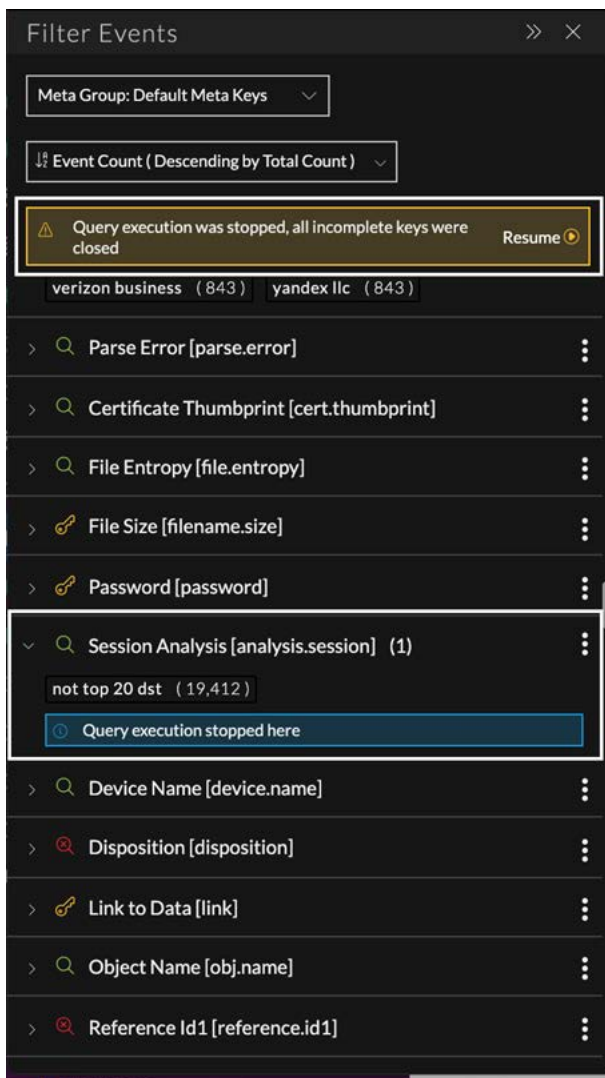 Filter Events
Meta Group: Default Meta Keys
Event Count ( Descending by Total Count )
Query execution was stopped, all incomplete keys were
closed
Resume
verizon business ( 843 ) yandex llc ( 843 )
Parse Error [parse.error]
Certificate Thumbprint [cert.thumbprint]
File Entropy [file.entropy]
File Size [filename.size]
Password [password]
Session Analysis [analysis.session] (1)
not top 20 dst ( 19,412 )
Query execution stopped here
Device Name [device.name]
Disposition [disposition]
Link to Data [link]
Object Name [obj.name]
Reference Id1 [reference.id1]